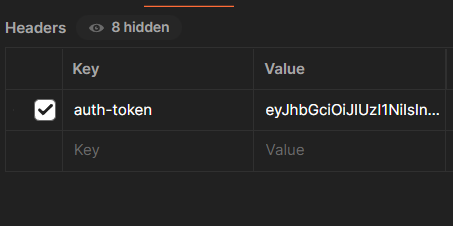 Headers 8 hidden
Key Value
auth-token eyJhbGciOiJIUzI1NiIsIn...
Key Value